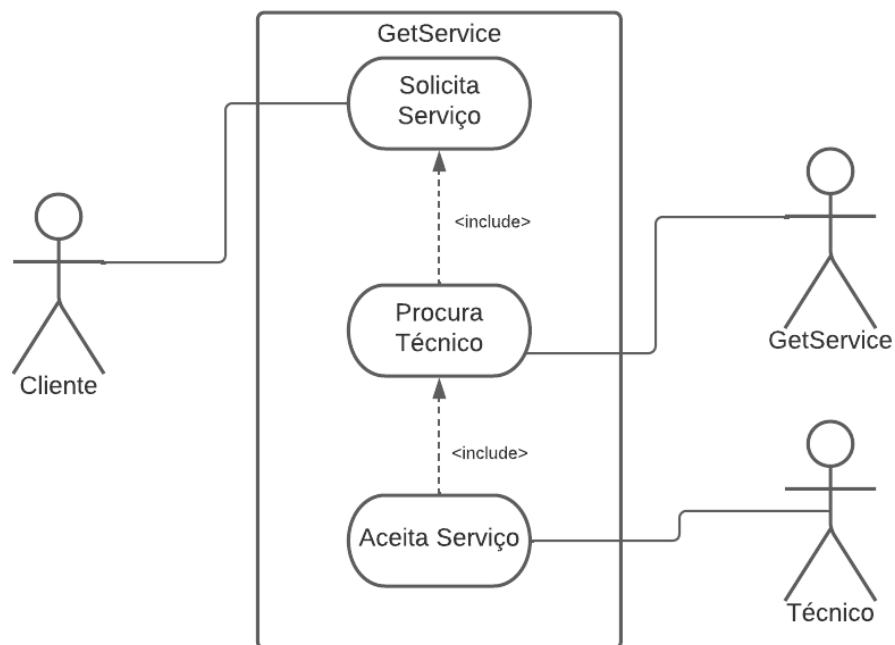 GetService
Solicita
Serviço
<include>
Procura
Técnico
GetService
Cliente
<include>
Aceita Serviço
Técnico